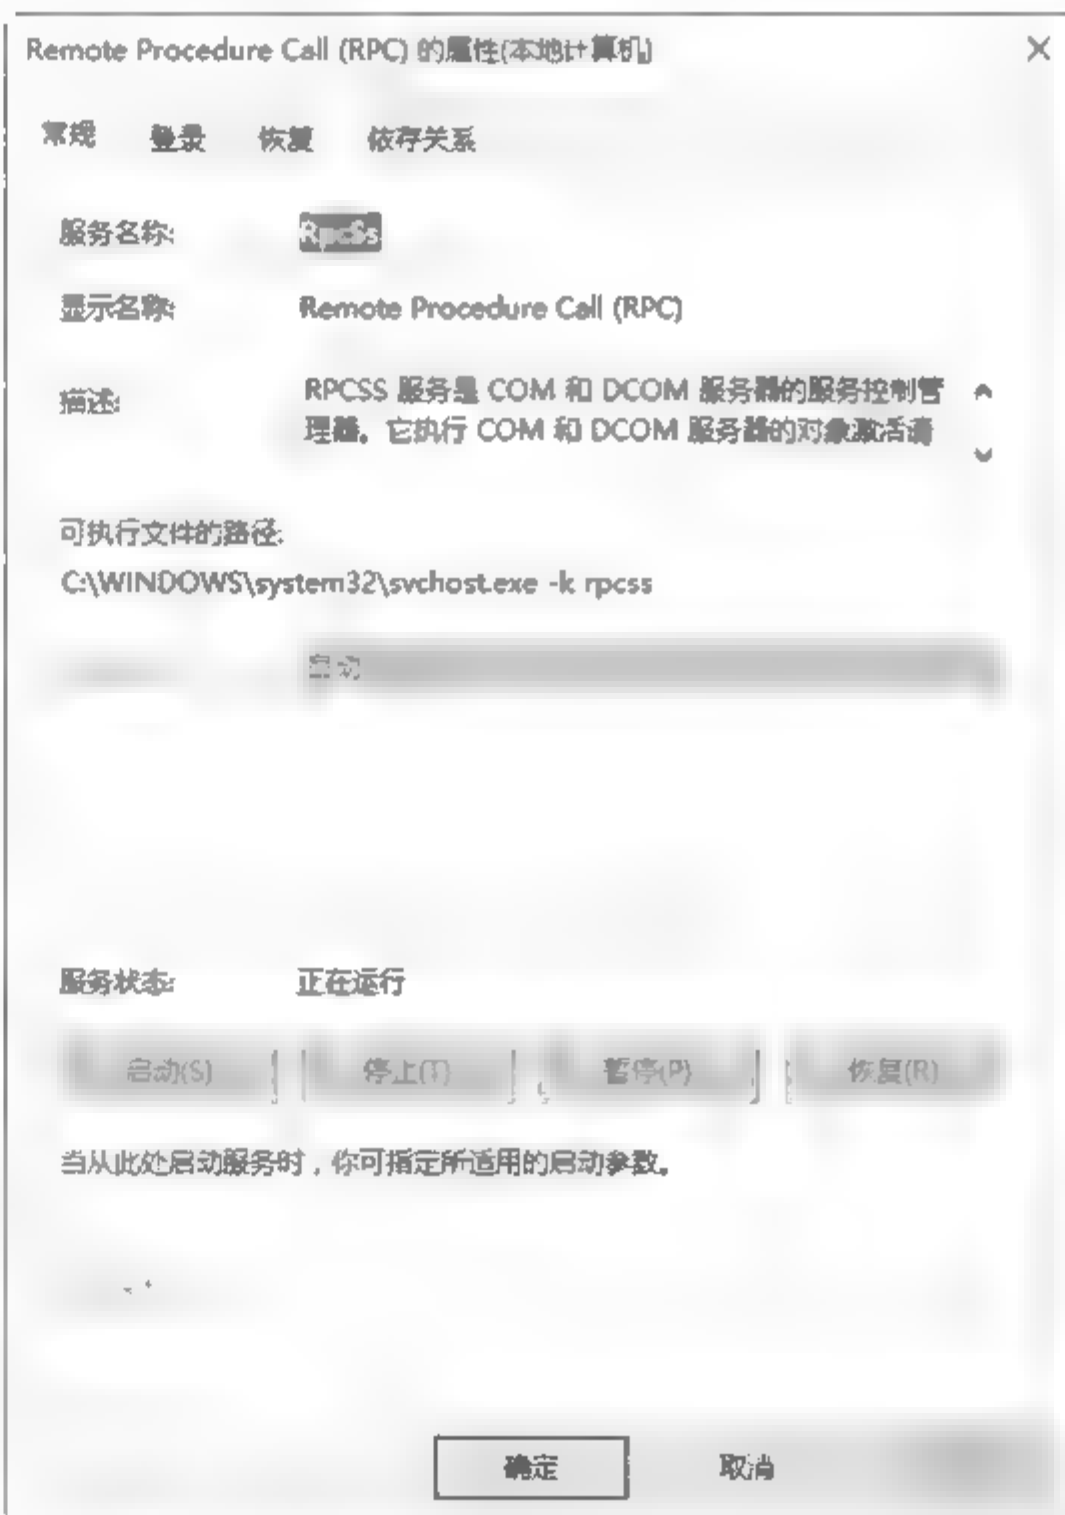 Remote Procedure Call (RPC) 的属性(本地计算机)
常规 登录 恢复 依存关系
服务名称: RpcSs
显示名称: Remote Procedure Call (RPC)
描述: RPCSS 服务是 COM 和 DCOM 服务器的服务控制管
理器。它执行 COM 和 DCOM 服务器的对象激活请
可执行文件的路径:
C:\WINDOWS\system32\svchost.exe -k rpcss
服务状态: 正在运行
启动(S) 停止(T) 暂停(P) 恢复(R)
当从此处启动服务时，你可指定所适用的启动参数。
确定 取消